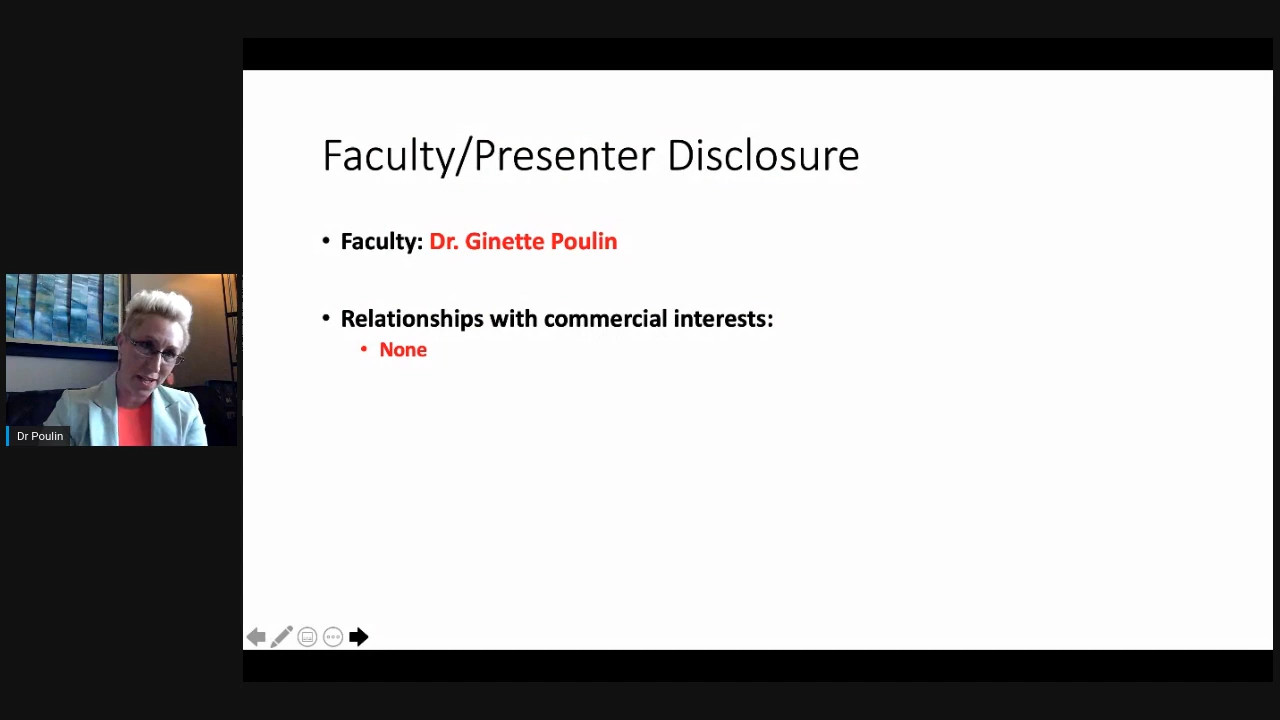 Faculty/Presenter Disclosure
• Faculty: Dr. Ginette Poulin
• Relationships with commercial interests:
• None
Dr Poulin